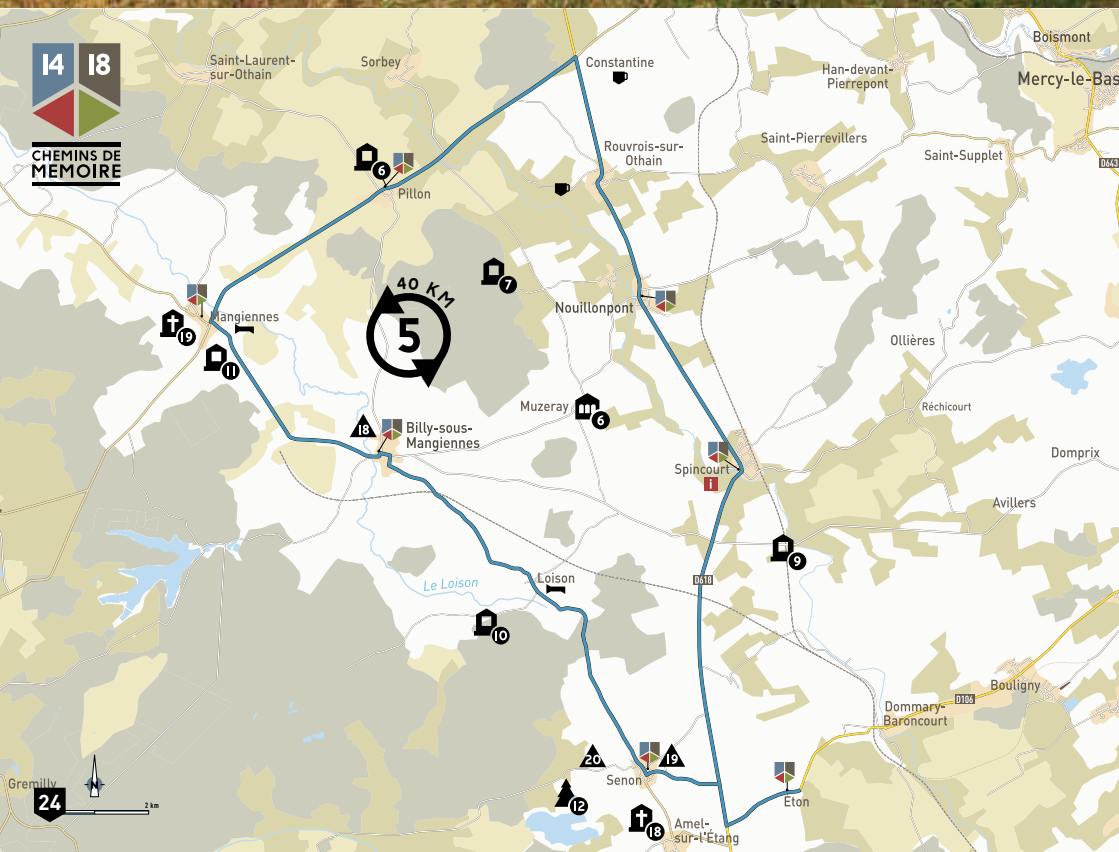 14 18
CHEMINS DE
MEMOIRE
Saint-Laurent-
sur-Othain
Sorbey
Constantine
Han-devant-
Pierrepont
Boismont
Mercy-le-Bas
Saint-Pierrevillers
Rouvrois-sur-
Othain
Saint-Supplet
D643
6
Pillon
7
40 KM
5
Nouillonpont
Mangiennes
19
11
Ollières
Muzeray
6
Réchicourt
18
Billy-sous-
Mangiennes
Spincourt
i
Domprix
Avillers
9
Loison
D618
Le Loison
10
Bouligny
D106
Dommary-
Baroncourt
20
19
Senon
Eton
12
18
Amel-
sur-l'Étang
Gremilly
N
24
2 km